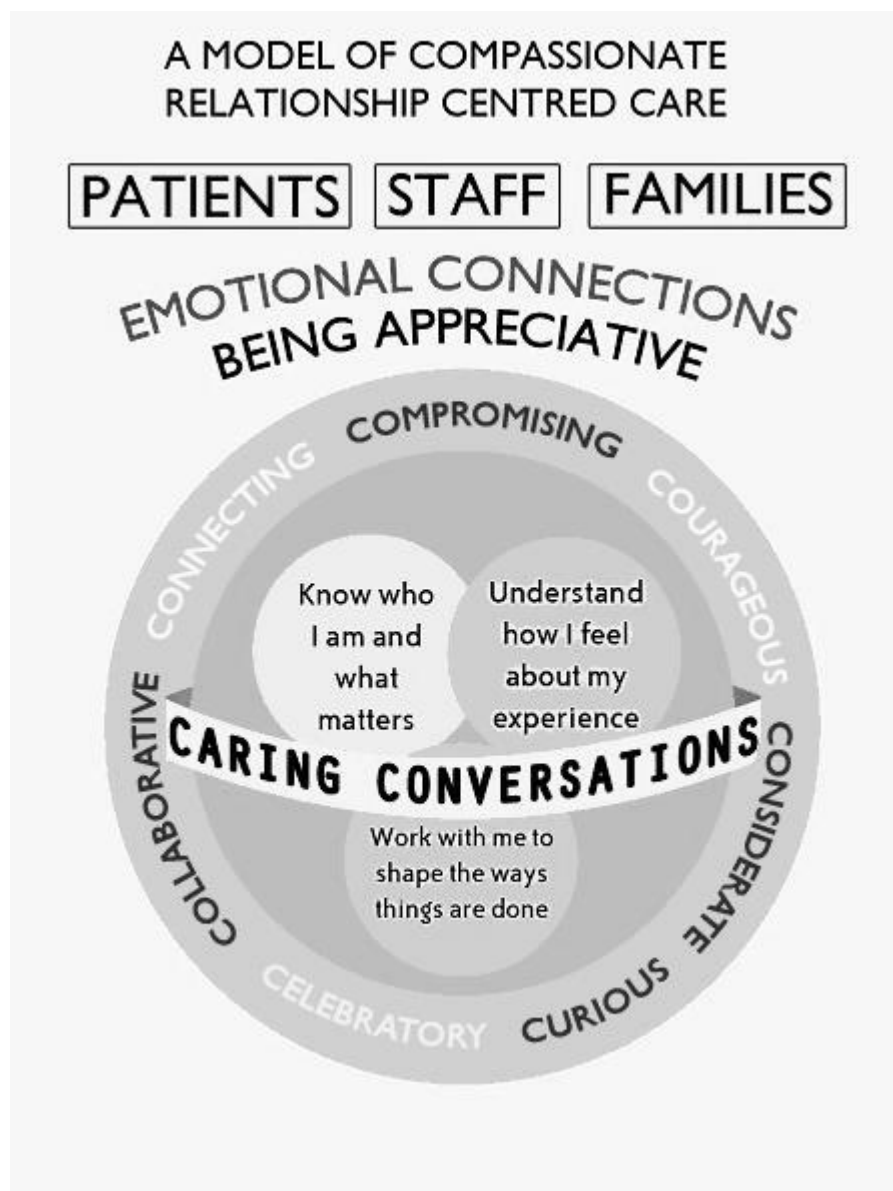 A MODEL OF COMPASSIONATE
RELATIONSHIP CENTRED CARE
PATIENTS STAFF FAMILIES
EMOTIONAL CONNECTIONS
BEING APPRECIATIVE
COMPROMISING
COURAGEOUS
CONSIDERATE
CURIOUS
CELEBRATORY
COLLABORATIVE
CONNECTING
Know who
I am and
what
matters
Understand
how I feel
about my
experience
CARING CONVERSATIONS
Work with me to
shape the ways
things are done